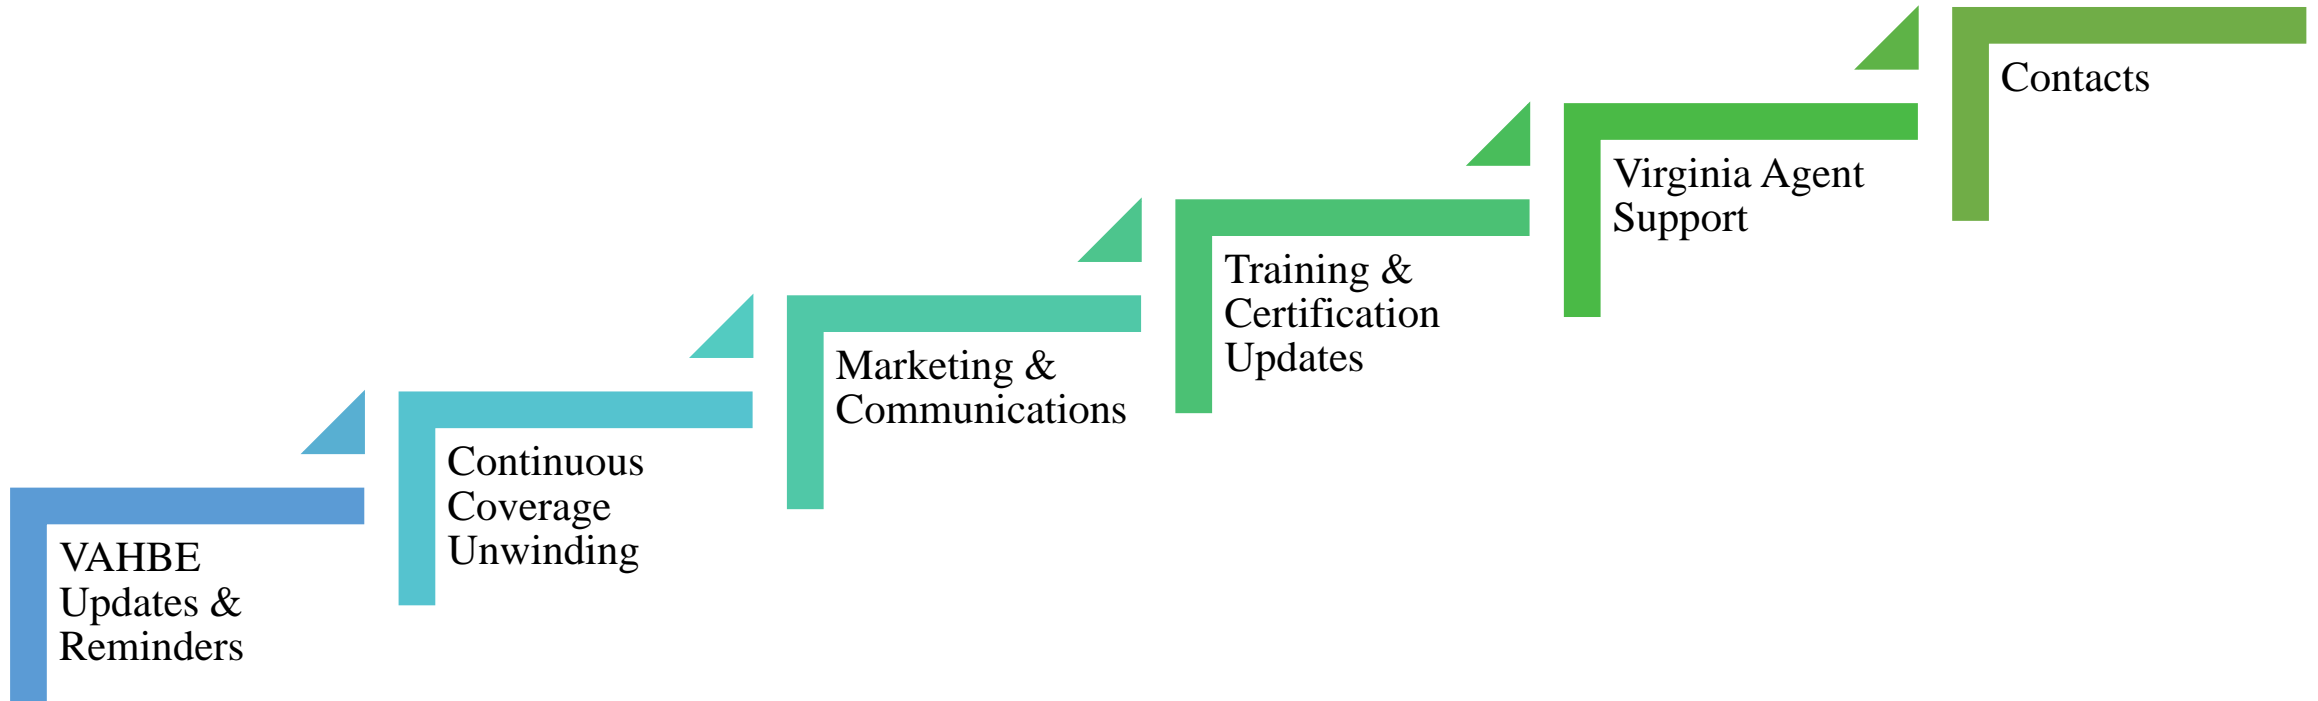 VAHBE
Updates &
Reminders
Continuous
Coverage
Unwinding
Marketing &
Communications
Training &
Certification
Updates
Virginia Agent
Support
Contacts